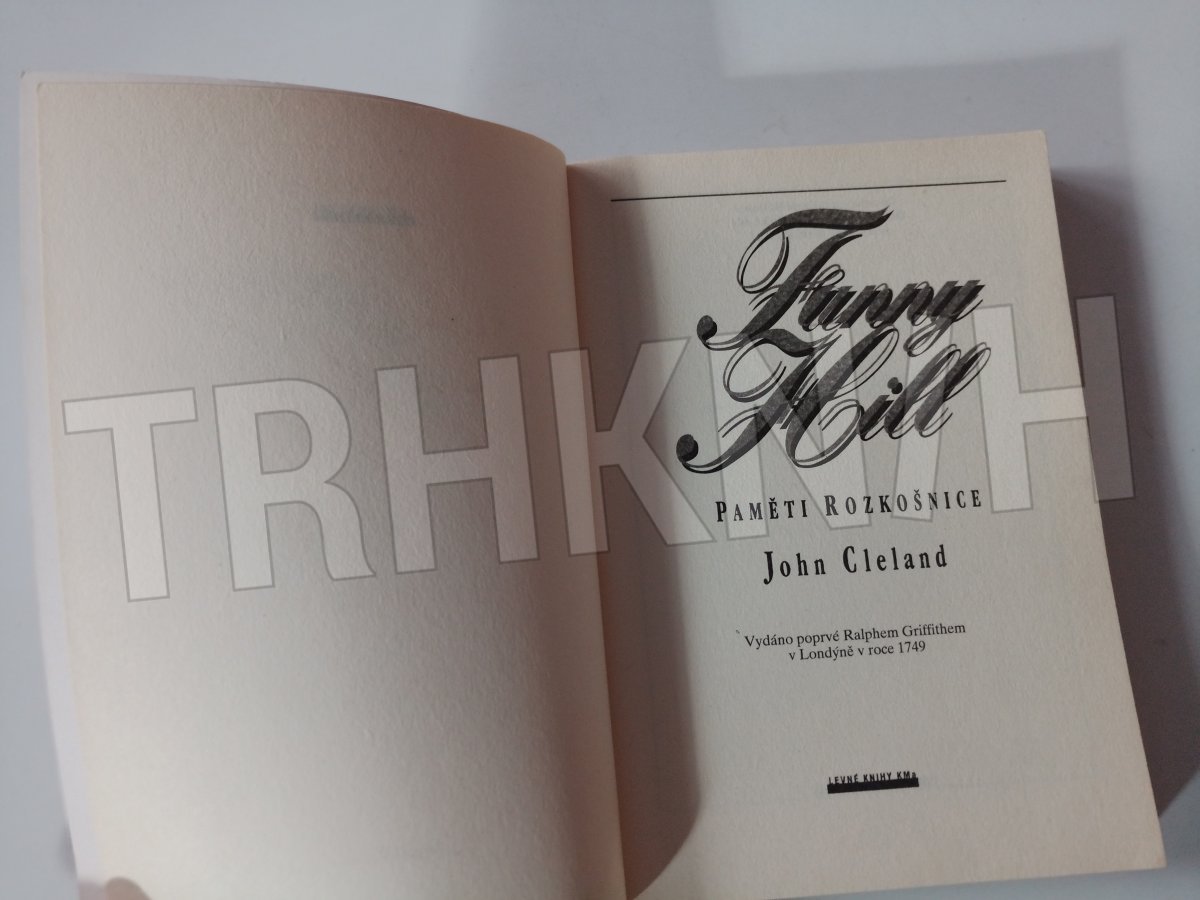 Fanny
Hill
PAMĚTI ROZKOŠNICE
John Cleland
Vydáno poprvé Ralphem Griffithem
v Londýně v roce 1749
LEVNÉ KNIHY KMa
TRHKNIH